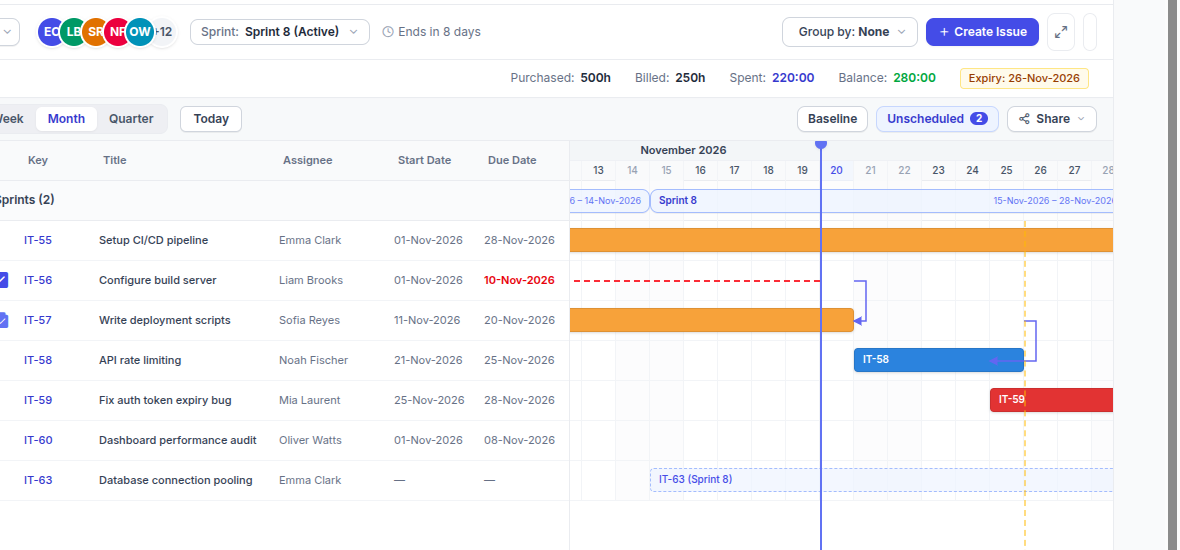 EC LB SR NF OW +12 Sprint: Sprint 8 (Active) Ends in 8 days Group by: None + Create Issue
Purchased: 500h Billed: 250h Spent: 220:00 Balance: 280:00 Expiry: 26-Nov-2026
Week Month Quarter Today Baseline Unscheduled 2 Share
Key Title Assignee Start Date Due Date November 2026
13 14 15 16 17 18 19 20 21 22 23 24 25 26 27 28
Sprints (2) 6 – 14-Nov-2026 Sprint 8 15-Nov-2026 – 28-Nov-2026
IT-55 Setup CI/CD pipeline Emma Clark 01-Nov-2026 28-Nov-2026
IT-56 Configure build server Liam Brooks 01-Nov-2026 10-Nov-2026
IT-57 Write deployment scripts Sofia Reyes 11-Nov-2026 20-Nov-2026
IT-58 API rate limiting Noah Fischer 21-Nov-2026 25-Nov-2026 IT-58
IT-59 Fix auth token expiry bug Mia Laurent 25-Nov-2026 28-Nov-2026 IT-59
IT-60 Dashboard performance audit Oliver Watts 01-Nov-2026 08-Nov-2026
IT-63 Database connection pooling Emma Clark — — IT-63 (Sprint 8)